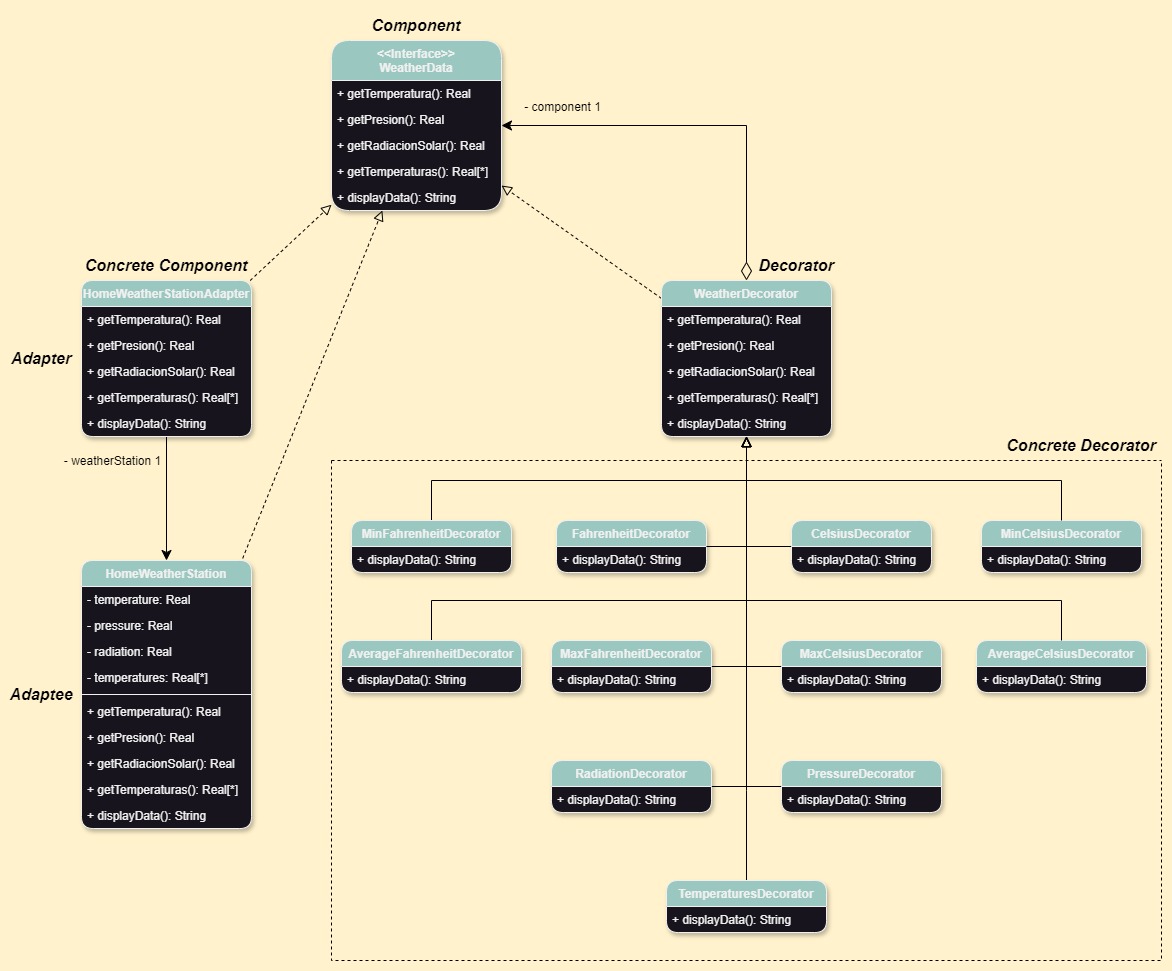 Component
<<Interface>>
WeatherData
+ getTemperatura(): Real
+ getPresion(): Real
+ getRadiacionSolar(): Real
+ getTemperaturas(): Real[*]
+ displayData(): String
- component 1
Concrete Component
HomeWeatherStationAdapter
+ getTemperatura(): Real
+ getPresion(): Real
+ getRadiacionSolar(): Real
+ getTemperaturas(): Real[*]
+ displayData(): String
Adapter
- weatherStation 1
Decorator
WeatherDecorator
+ getTemperatura(): Real
+ getPresion(): Real
+ getRadiacionSolar(): Real
+ getTemperaturas(): Real[*]
+ displayData(): String
HomeWeatherStation
- temperature: Real
- pressure: Real
- radiation: Real
- temperatures: Real[*]
+ getTemperatura(): Real
+ getPresion(): Real
+ getRadiacionSolar(): Real
+ getTemperaturas(): Real[*]
+ displayData(): String
Adaptee
Concrete Decorator
MinFahrenheitDecorator
+ displayData(): String
FahrenheitDecorator
+ displayData(): String
CelsiusDecorator
+ displayData(): String
MinCelsiusDecorator
+ displayData(): String
AverageFahrenheitDecorator
+ displayData(): String
MaxFahrenheitDecorator
+ displayData(): String
MaxCelsiusDecorator
+ displayData(): String
AverageCelsiusDecorator
+ displayData(): String
RadiationDecorator
+ displayData(): String
PressureDecorator
+ displayData(): String
TemperaturesDecorator
+ displayData(): String